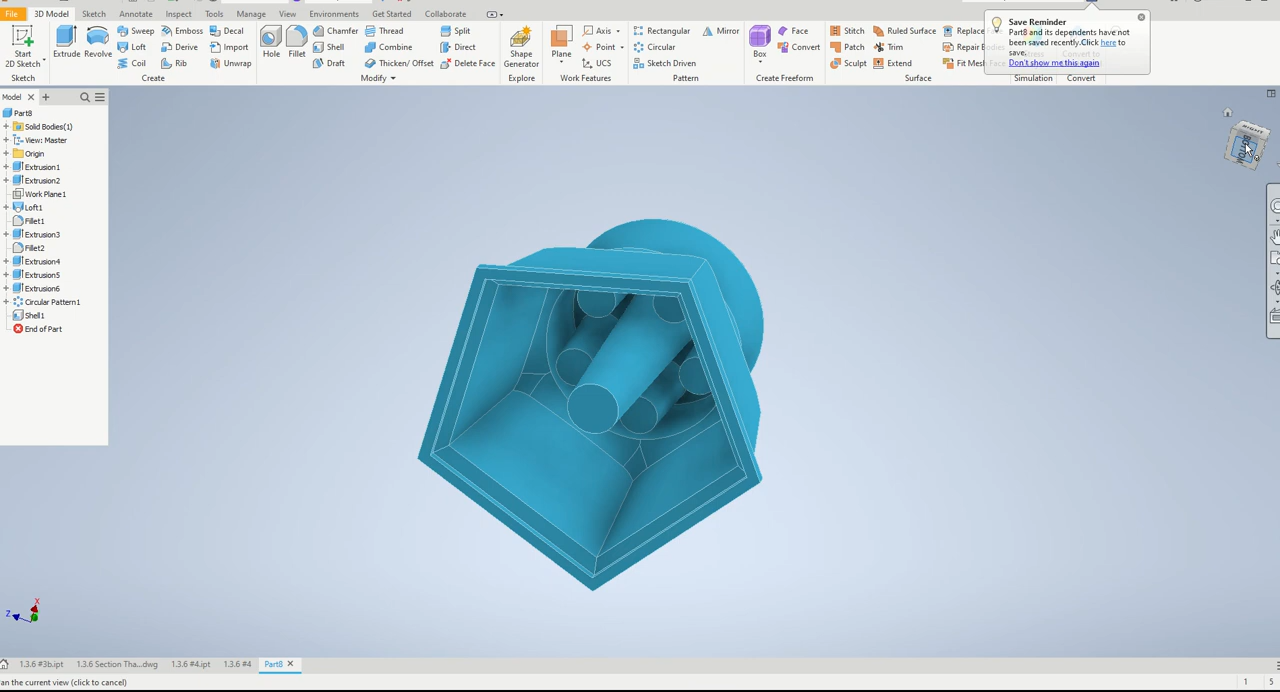 File 3D Model Sketch Annotate Inspect Tools Manage View Environments Get Started Collaborate
Save Reminder
Part8 and its dependents have not
been saved recently.Click here to
save.
Don't show me this again
Start
2D Sketch
Extrude Revolve
Sweep Emboss Decal
Loft Derive Import
Coil Rib Unwrap
Hole Fillet
Chamfer Thread Split
Shell Combine Direct
Draft Thicken/ Offset Delete Face
Shape
Generator
Plane
Axis
Point
UCS
Rectangular Mirror
Circular
Sketch Driven
Box
Face
Convert
Stitch Ruled Surface
Patch Trim
Sculpt Extend
Sketch Create Modify Explore Work Features Pattern Create Freeform Surface Simulation Convert
Model
Part8
Solid Bodies(1)
View: Master
Origin
Extrusion1
Extrusion2
Work Plane1
Loft1
Fillet1
Extrusion3
Fillet2
Extrusion4
Extrusion5
Extrusion6
Circular Pattern1
Shell1
End of Part
RIGHT
BOTTOM
X
Z
1.3.6 #3b.ipt 1.3.6 Section Tha...dwg 1.3.6 #4.ipt 1.3.6 #4 Part8
an the current view (click to cancel)
1 5